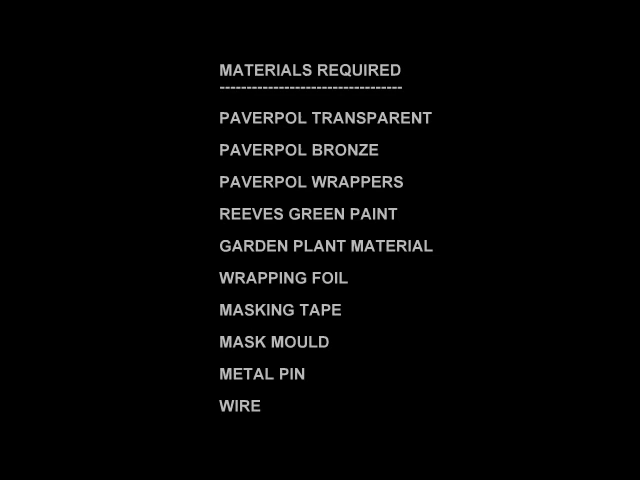 MATERIALS REQUIRED
----------------------------------
PAVERPOL TRANSPARENT
PAVERPOL BRONZE
PAVERPOL WRAPPERS
REEVES GREEN PAINT
GARDEN PLANT MATERIAL
WRAPPING FOIL
MASKING TAPE
MASK MOULD
METAL PIN
WIRE